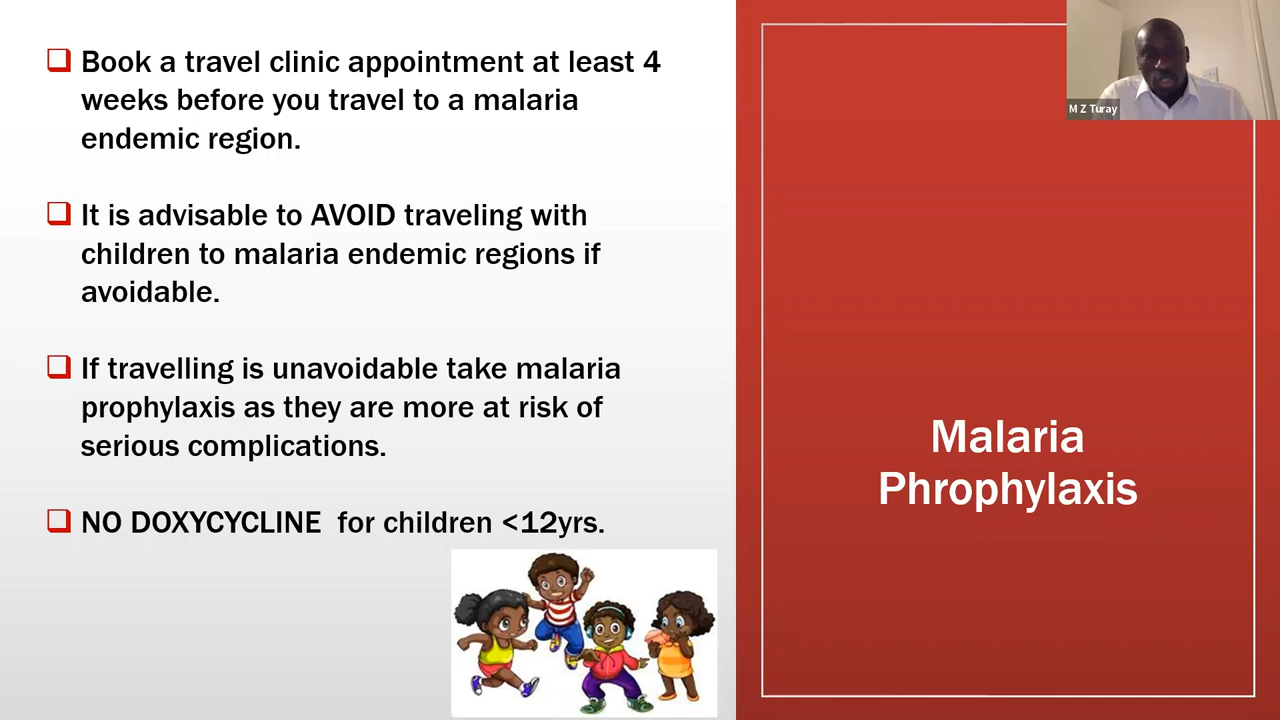 Book a travel clinic appointment at least 4
weeks before you travel to a malaria
endemic region.
It is advisable to AVOID traveling with
children to malaria endemic regions if
avoidable.
If travelling is unavoidable take malaria
prophylaxis as they are more at risk of
serious complications.
NO DOXYCYCLINE for children <12yrs.
Malaria
Phrophylaxis
M Z Turay